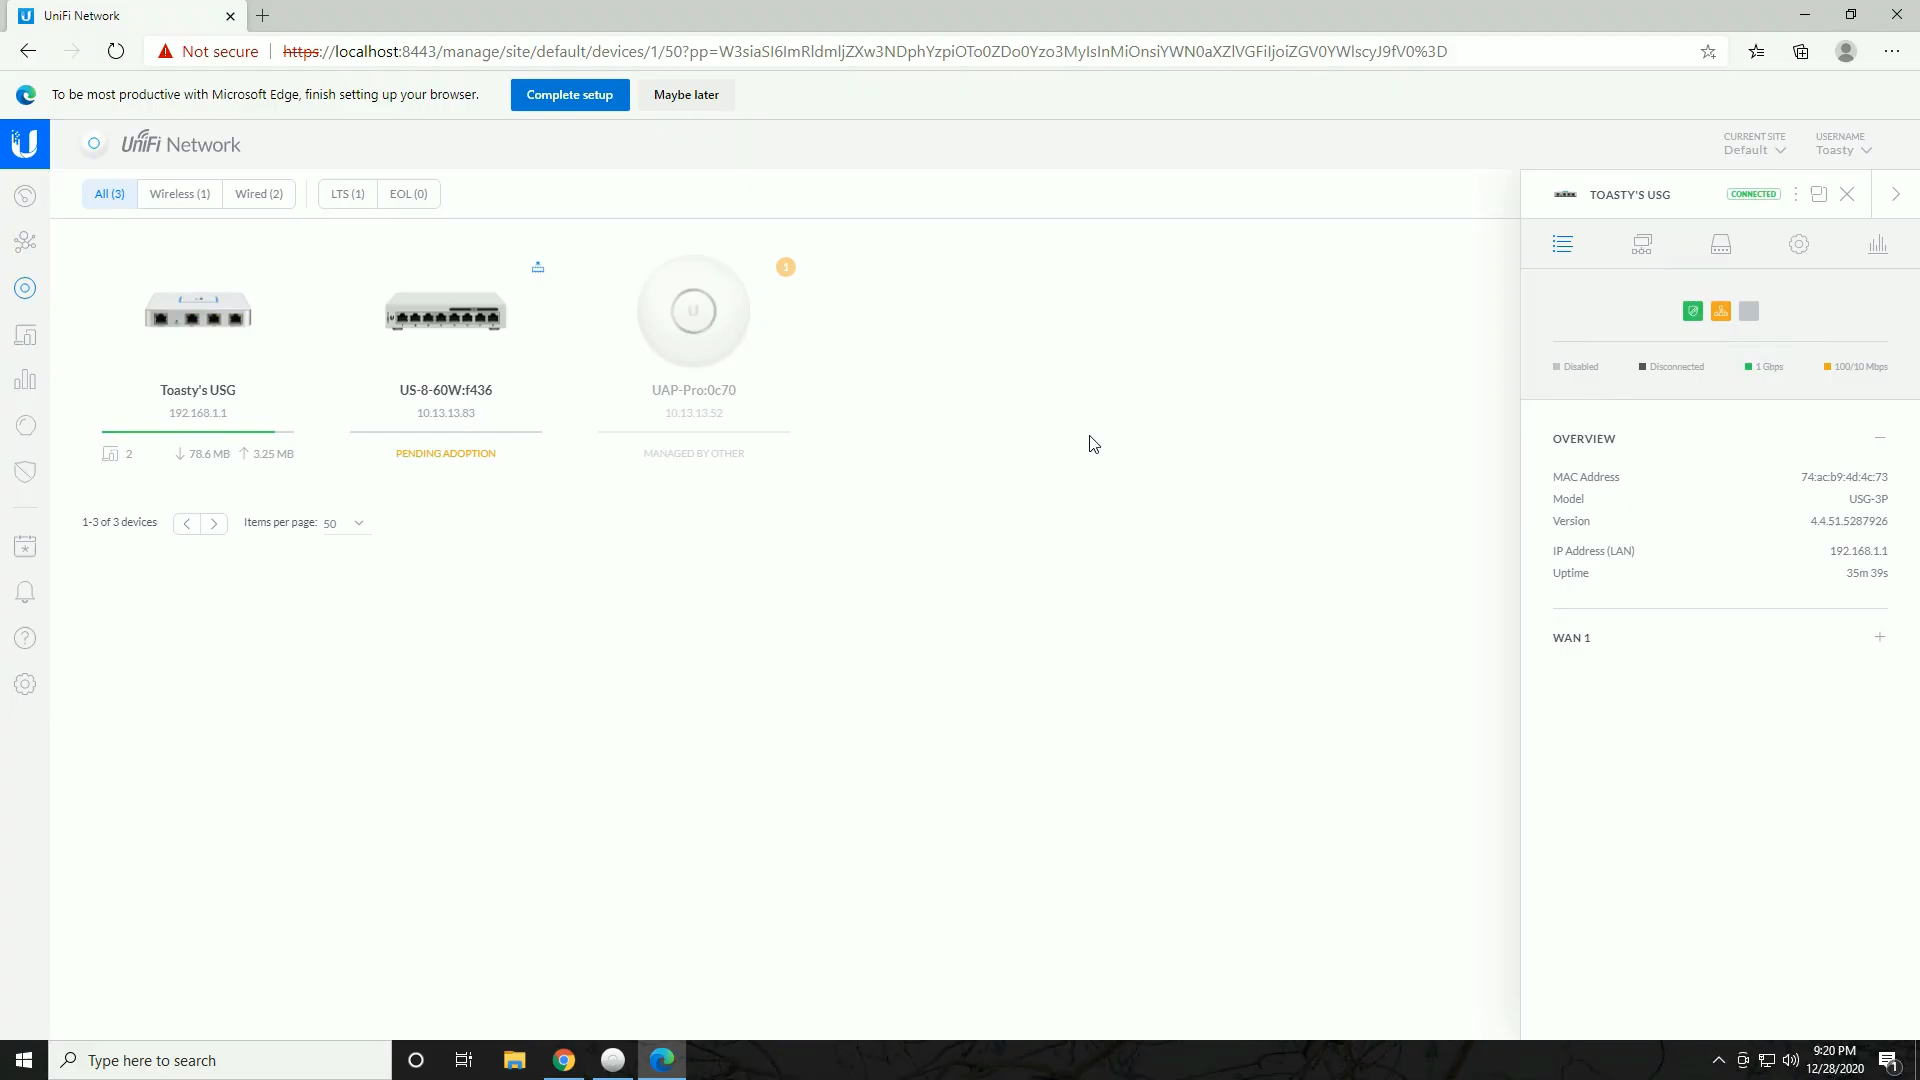 UniFi Network
Not secure
https://localhost:8443/manage/site/default/devices/1/50?pp=W3siaSI6ImRldmljZXw3NDphYzpiOTo0ZDo0Yzo3MyIsInMiOnsiYWN0aXZlVGFiIjoiZGV0YWlscyJ9fV0%3D
To be most productive with Microsoft Edge, finish setting up your browser.
Complete setup
Maybe later
UniFi Network
CURRENT SITE
Default
USERNAME
Toasty
All (3)
Wireless (1)
Wired (2)
LTS (1)
EOL (0)
TOASTY'S USG
CONNECTED
1
Disabled
Disconnected
1 Gbps
100/10 Mbps
Toasty's USG
192.168.1.1
2
78.6 MB
3.25 MB
US-8-60W:f436
10.13.13.83
PENDING ADOPTION
UAP-Pro:0c70
10.13.13.52
MANAGED BY OTHER
1-3 of 3 devices
Items per page: 50
OVERVIEW
MAC Address 74:ac:b9:4d:4c:73
Model USG-3P
Version 4.4.51.5287926
IP Address (LAN) 192.168.1.1
Uptime 35m 39s
WAN 1
Type here to search
9:20 PM
12/28/2020
1